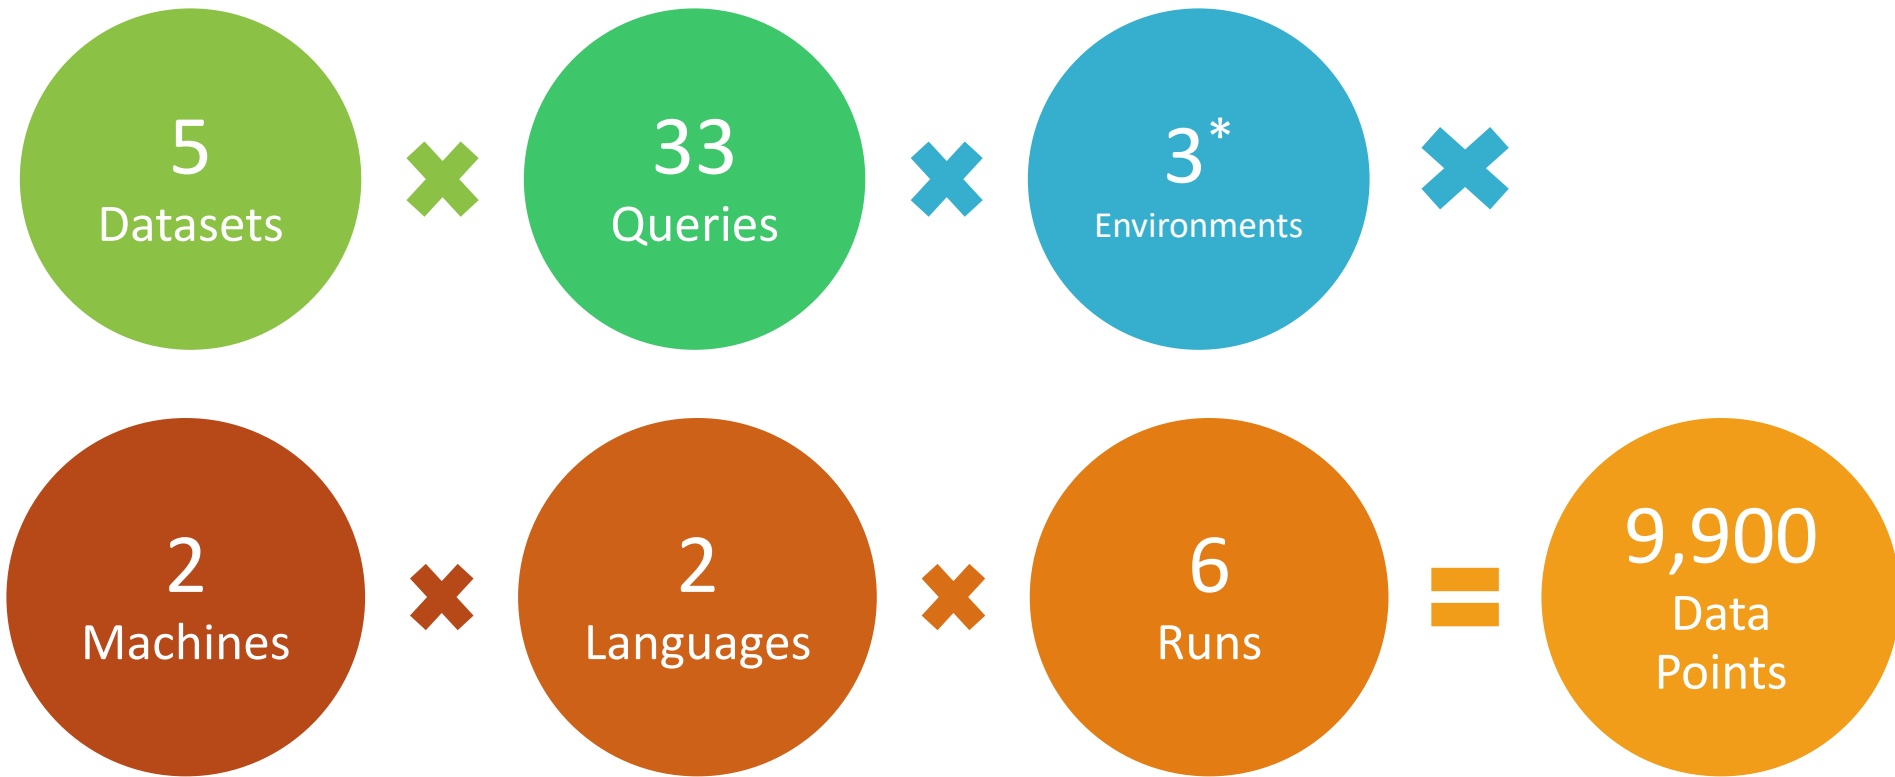 5
Datasets
33
Queries
3*
Environments
2
Machines
2
Languages
6
Runs
=
9,900
Data
Points